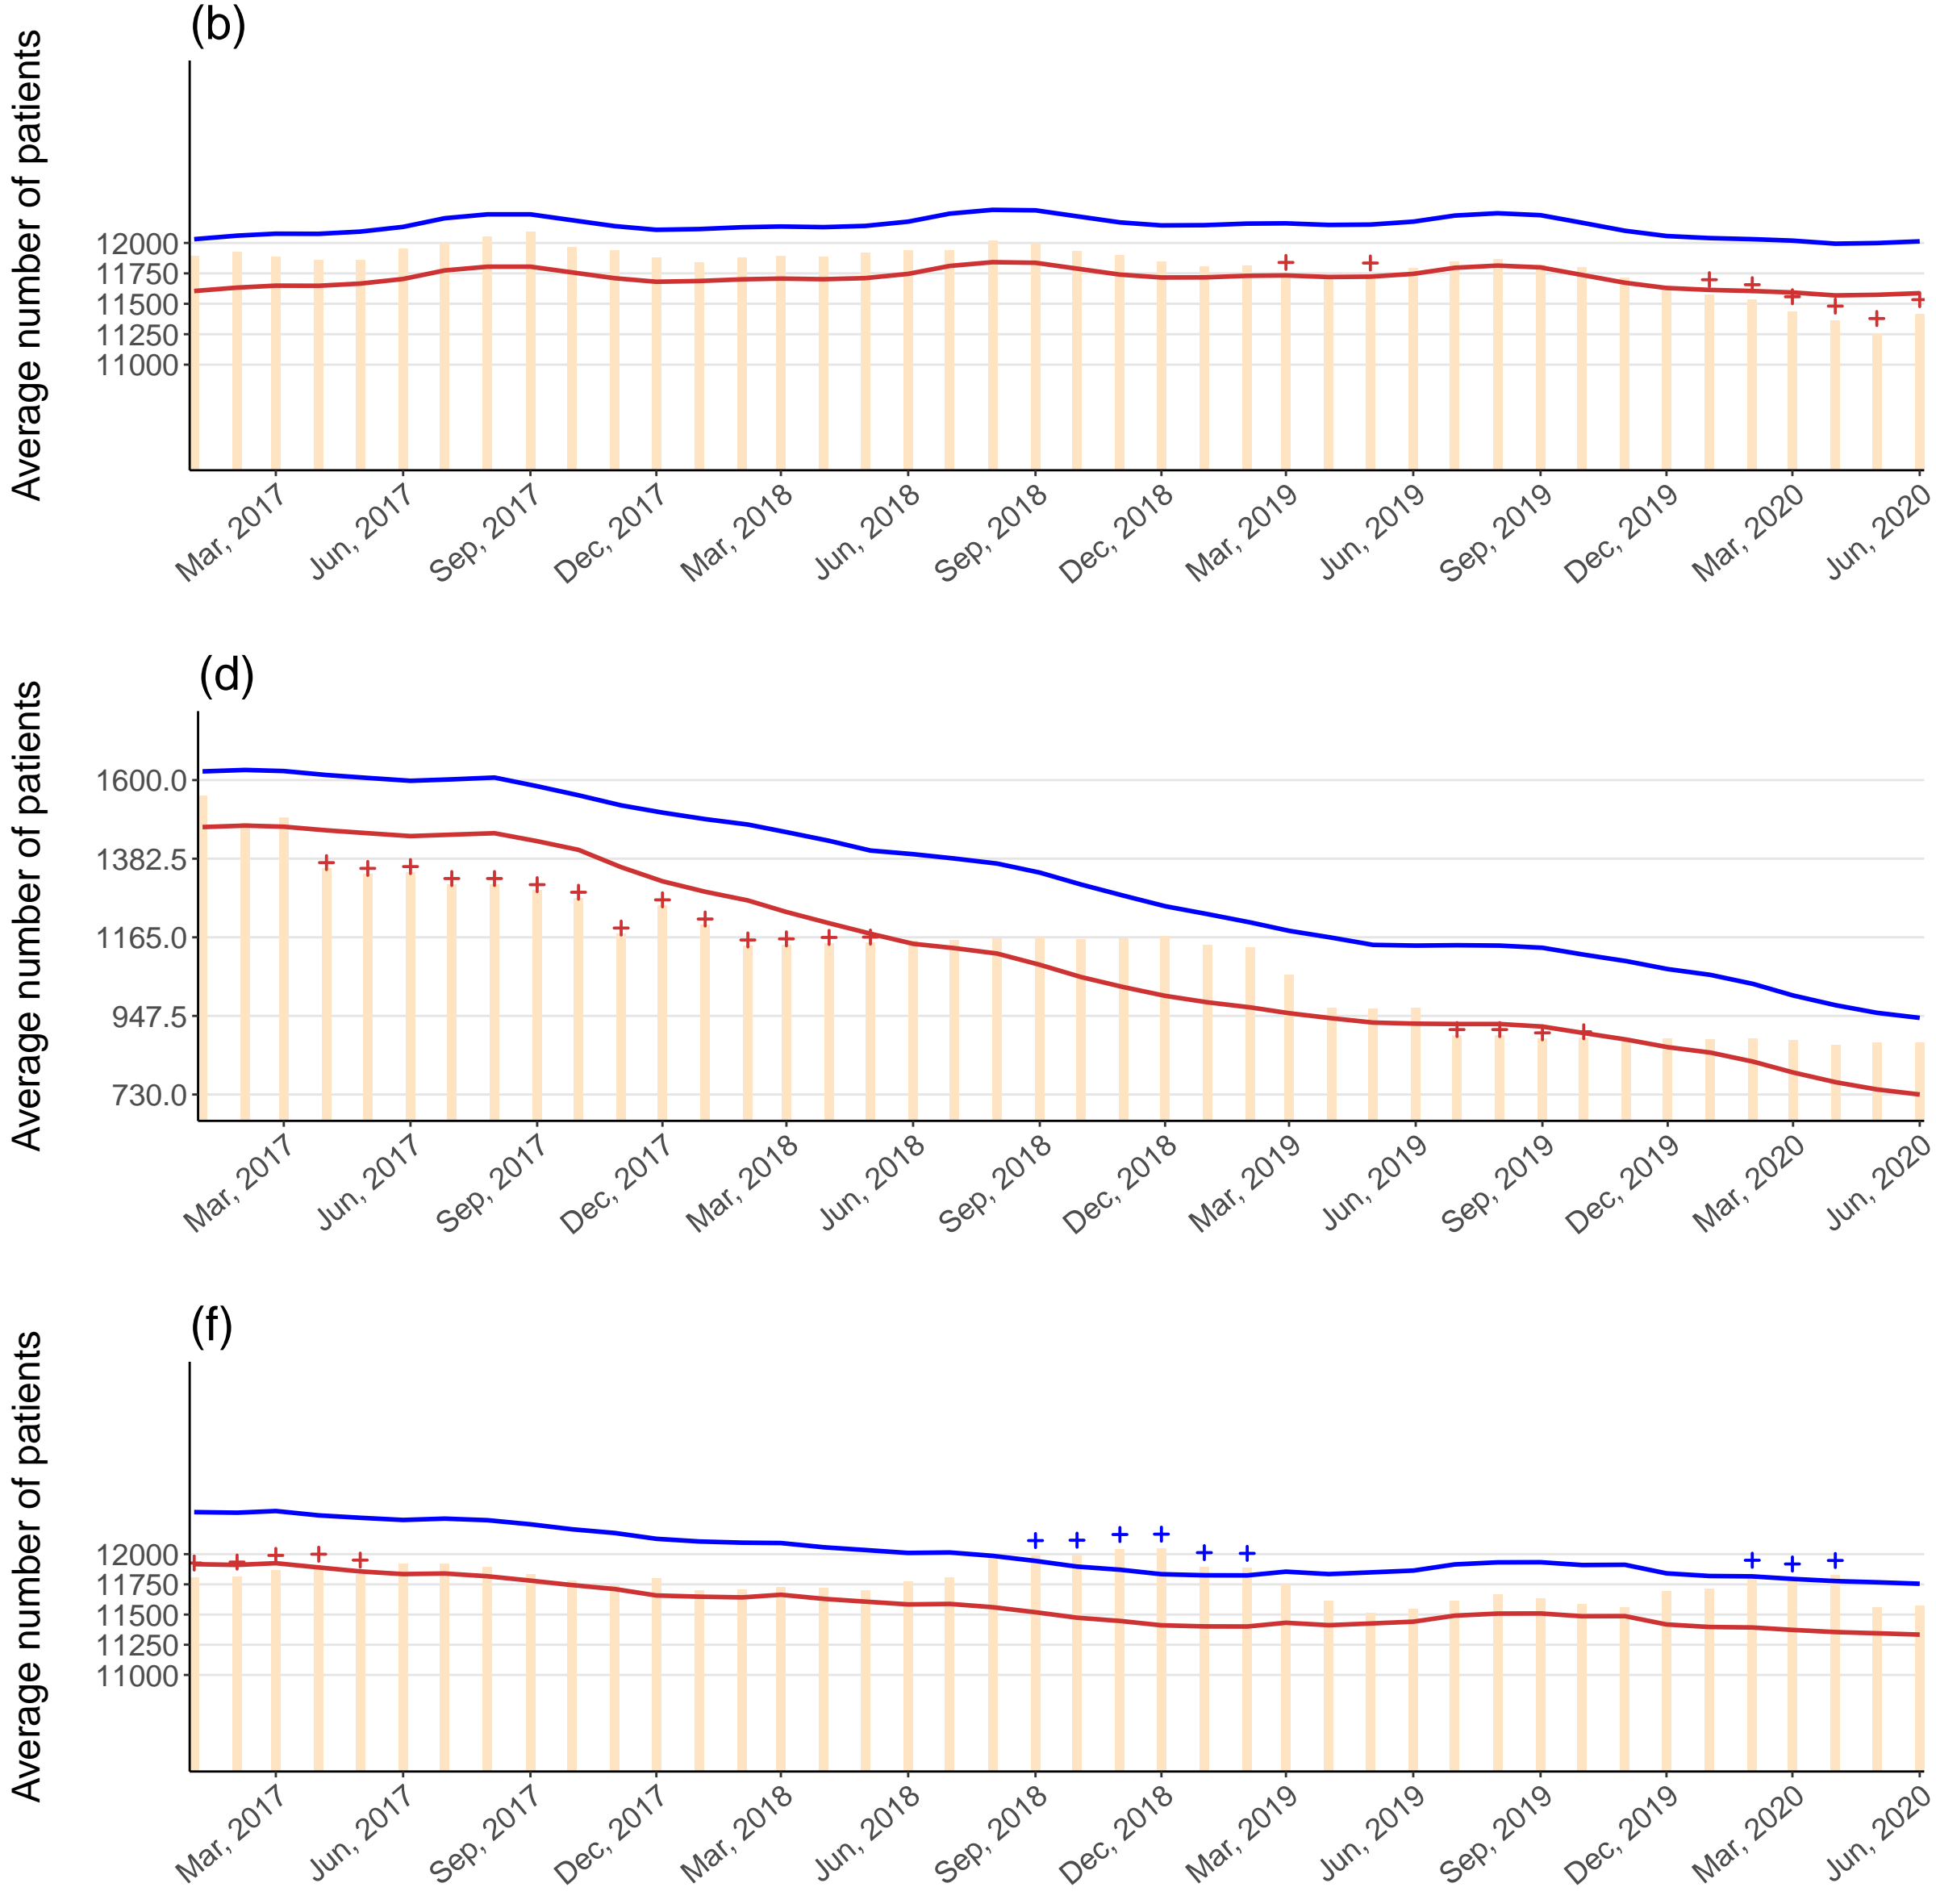 (b)
Average number of patients
12000
11750
11500
11250
11000
Mar, 2017
Jun, 2017
Sep, 2017
Dec, 2017
Mar, 2018
Jun, 2018
Sep, 2018
Dec, 2018
Mar, 2019
Jun, 2019
Sep, 2019
Dec, 2019
Mar, 2020
Jun, 2020
(d)
Average number of patients
1600.0
1382.5
1165.0
947.5
730.0
Mar, 2017
Jun, 2017
Sep, 2017
Dec, 2017
Mar, 2018
Jun, 2018
Sep, 2018
Dec, 2018
Mar, 2019
Jun, 2019
Sep, 2019
Dec, 2019
Mar, 2020
Jun, 2020
(f)
Average number of patients
12000
11750
11500
11250
11000
Mar, 2017
Jun, 2017
Sep, 2017
Dec, 2017
Mar, 2018
Jun, 2018
Sep, 2018
Dec, 2018
Mar, 2019
Jun, 2019
Sep, 2019
Dec, 2019
Mar, 2020
Jun, 2020